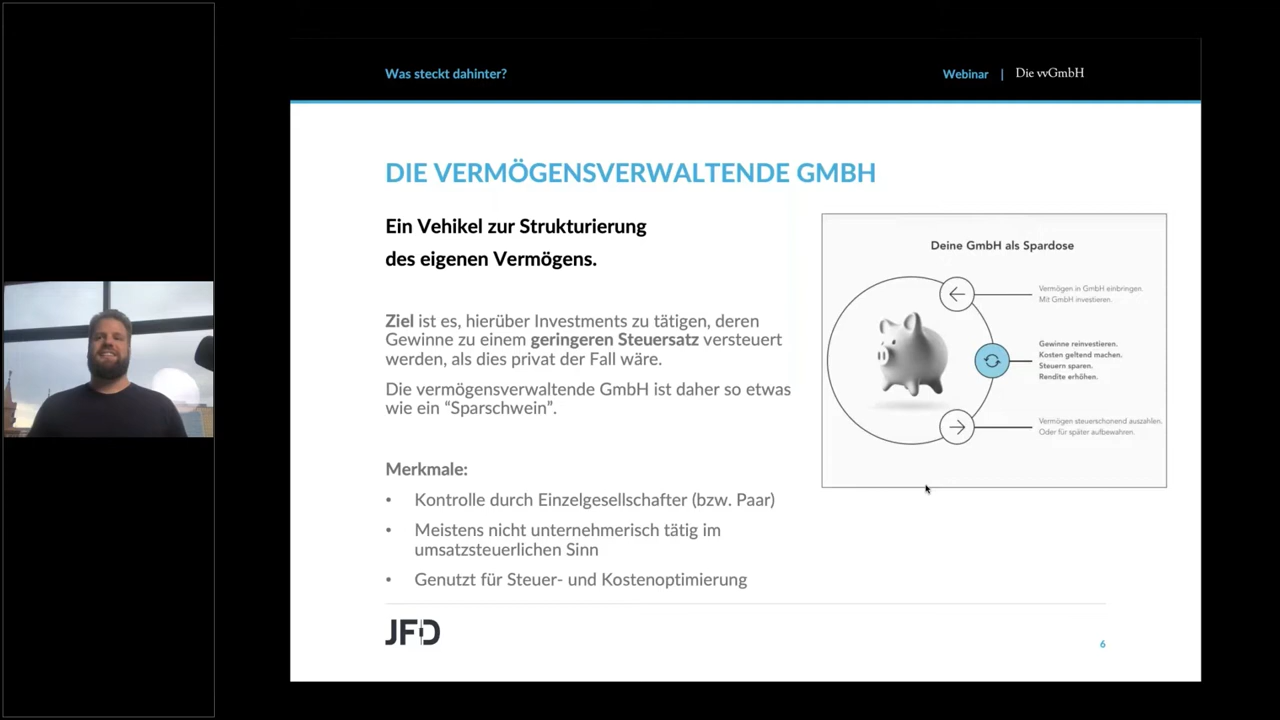 Was steckt dahinter?
Webinar | Die vvGmbH
DIE VERMÖGENSVERWALTENDE GMBH
Ein Vehikel zur Strukturierung
des eigenen Vermögens.
Ziel ist es, hierüber Investments zu tätigen, deren
Gewinne zu einem geringeren Steuersatz versteuert
werden, als dies privat der Fall wäre.
Die vermögensverwaltende GmbH ist daher so etwas
wie ein “Sparschwein”.
Merkmale:
• Kontrolle durch Einzelgesellschafter (bzw. Paar)
• Meistens nicht unternehmerisch tätig im
umsatzsteuerlichen Sinn
• Genutzt für Steuer- und Kostenoptimierung
Deine GmbH als Spardose
Vermögen in GmbH einbringen.
Mit GmbH investieren.
Gewinne reinvestieren.
Kosten geltend machen.
Steuern sparen.
Rendite erhöhen.
Vermögen steuerschonend auszahlen.
Oder für später aufbewahren.
JFD
6